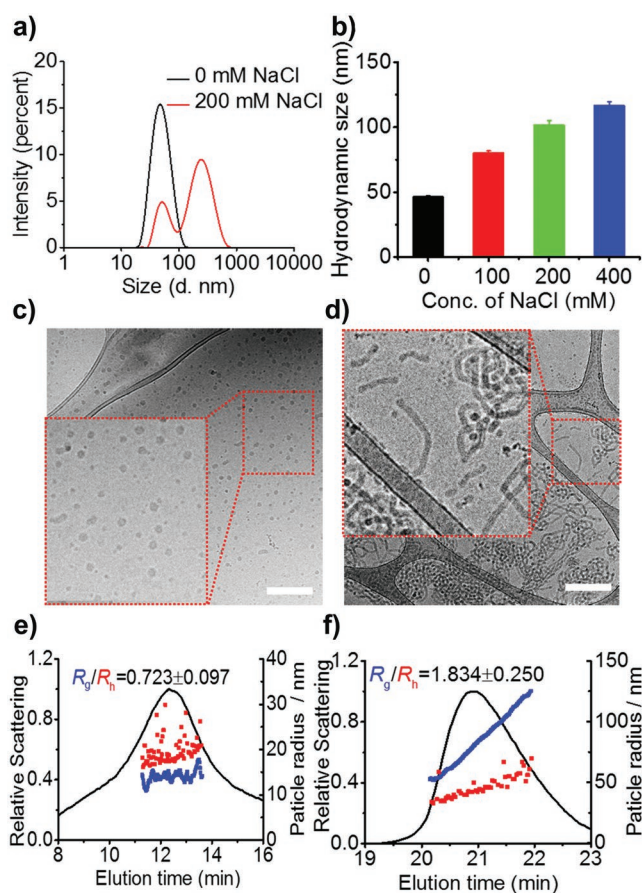 a)
Intensity (percent)
20
15
10
5
0
0 mM NaCl
200 mM NaCl
1
10
100
1000
10000
Size (d. nm)
b)
Hydrodynamic size (nm)
150
100
50
0
0
100
200
400
Conc. of NaCl (mM)
c)
d)
e)
Relative Scattering
1.2
0.8
0.4
0.0
Rg/Rh=0.723±0.097
40
30
20
10
0
Paticle radius / nm
8
10
12
14
16
Elution time (min)
f)
Relative Scattering
1.2
0.8
0.4
0.0
Rg/Rh=1.834±0.250
150
100
50
0
Paticle radius / nm
19
20
21
22
23
Elution time (min)